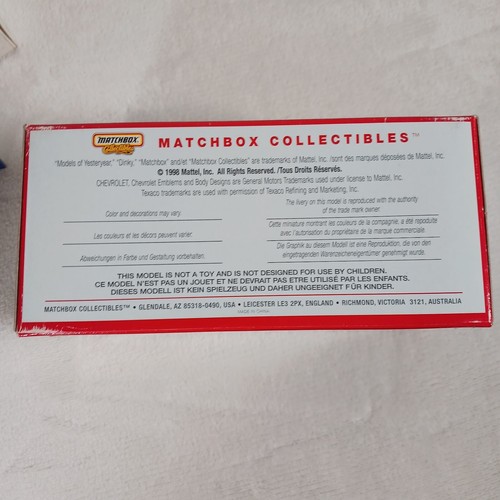 MATCHBOX
MATCHBOX COLLECTIBLES™
"Models of Yesteryear," "Dinky," "Matchbox" and/et "Matchbox Collectibles" are trademarks of Mattel, Inc. /sont des marques déposées de Mattel, Inc.
© 1998 Mattel, Inc. All Rights Reserved. /Tous Droits Réservés.
CHEVROLET, Chevrolet Emblems and Body Designs are General Motors Trademarks used under license to Mattel, Inc.
Texaco trademarks are used with permission of Texaco Refining and Marketing, Inc.
Color and decorations may vary
Les couleurs et les décors peuvent varier.
Abweichungen in Farbe und Gestaltung vorbehalten.
The livery on this model is reproduced with the authority
of the trade mark owner.
Cette miniature montrant les couleurs de la compagnie, a été reproduite
avec l'autorisation du propriétaire de la marque commerciale.
Die Graphik au diesem Modell ist eine Reproduktion, die von den
eingetragenden Warenzeicheneigentümer genehmigt wurde.
THIS MODEL IS NOT A TOY AND IS NOT DESIGNED FOR USE BY CHILDREN.
CE MODEL N'EST PAS UN JOUET ET NE DEVRAIT PAS ETRE UTILISÉ PAR LES ENFANTS.
DIESES MODELL IST KEIN SPIELZEUG UND DAHER UNGEEIGNET FÜR KINDER.
MATCHBOX COLLECTIBLES™ • GLENDALE, AZ 85318-0490, USA • LEICESTER LE3 2PX, ENGLAND • RICHMOND, VICTORIA 3121, AUSTRALIA
MADE IN CHINA